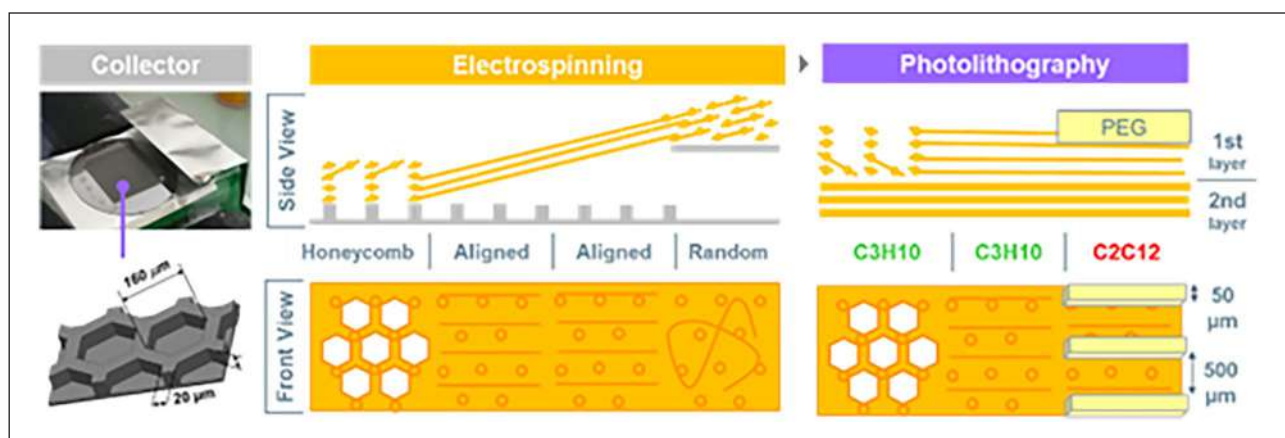 Collector
Electrospinning
Photolithography
Side View
PEG
1st
layer
2nd
layer
Honeycomb
Aligned
Aligned
Random
C3H10
C3H10
C2C12
160 µm
20 µm
Front View
50
µm
500
µm